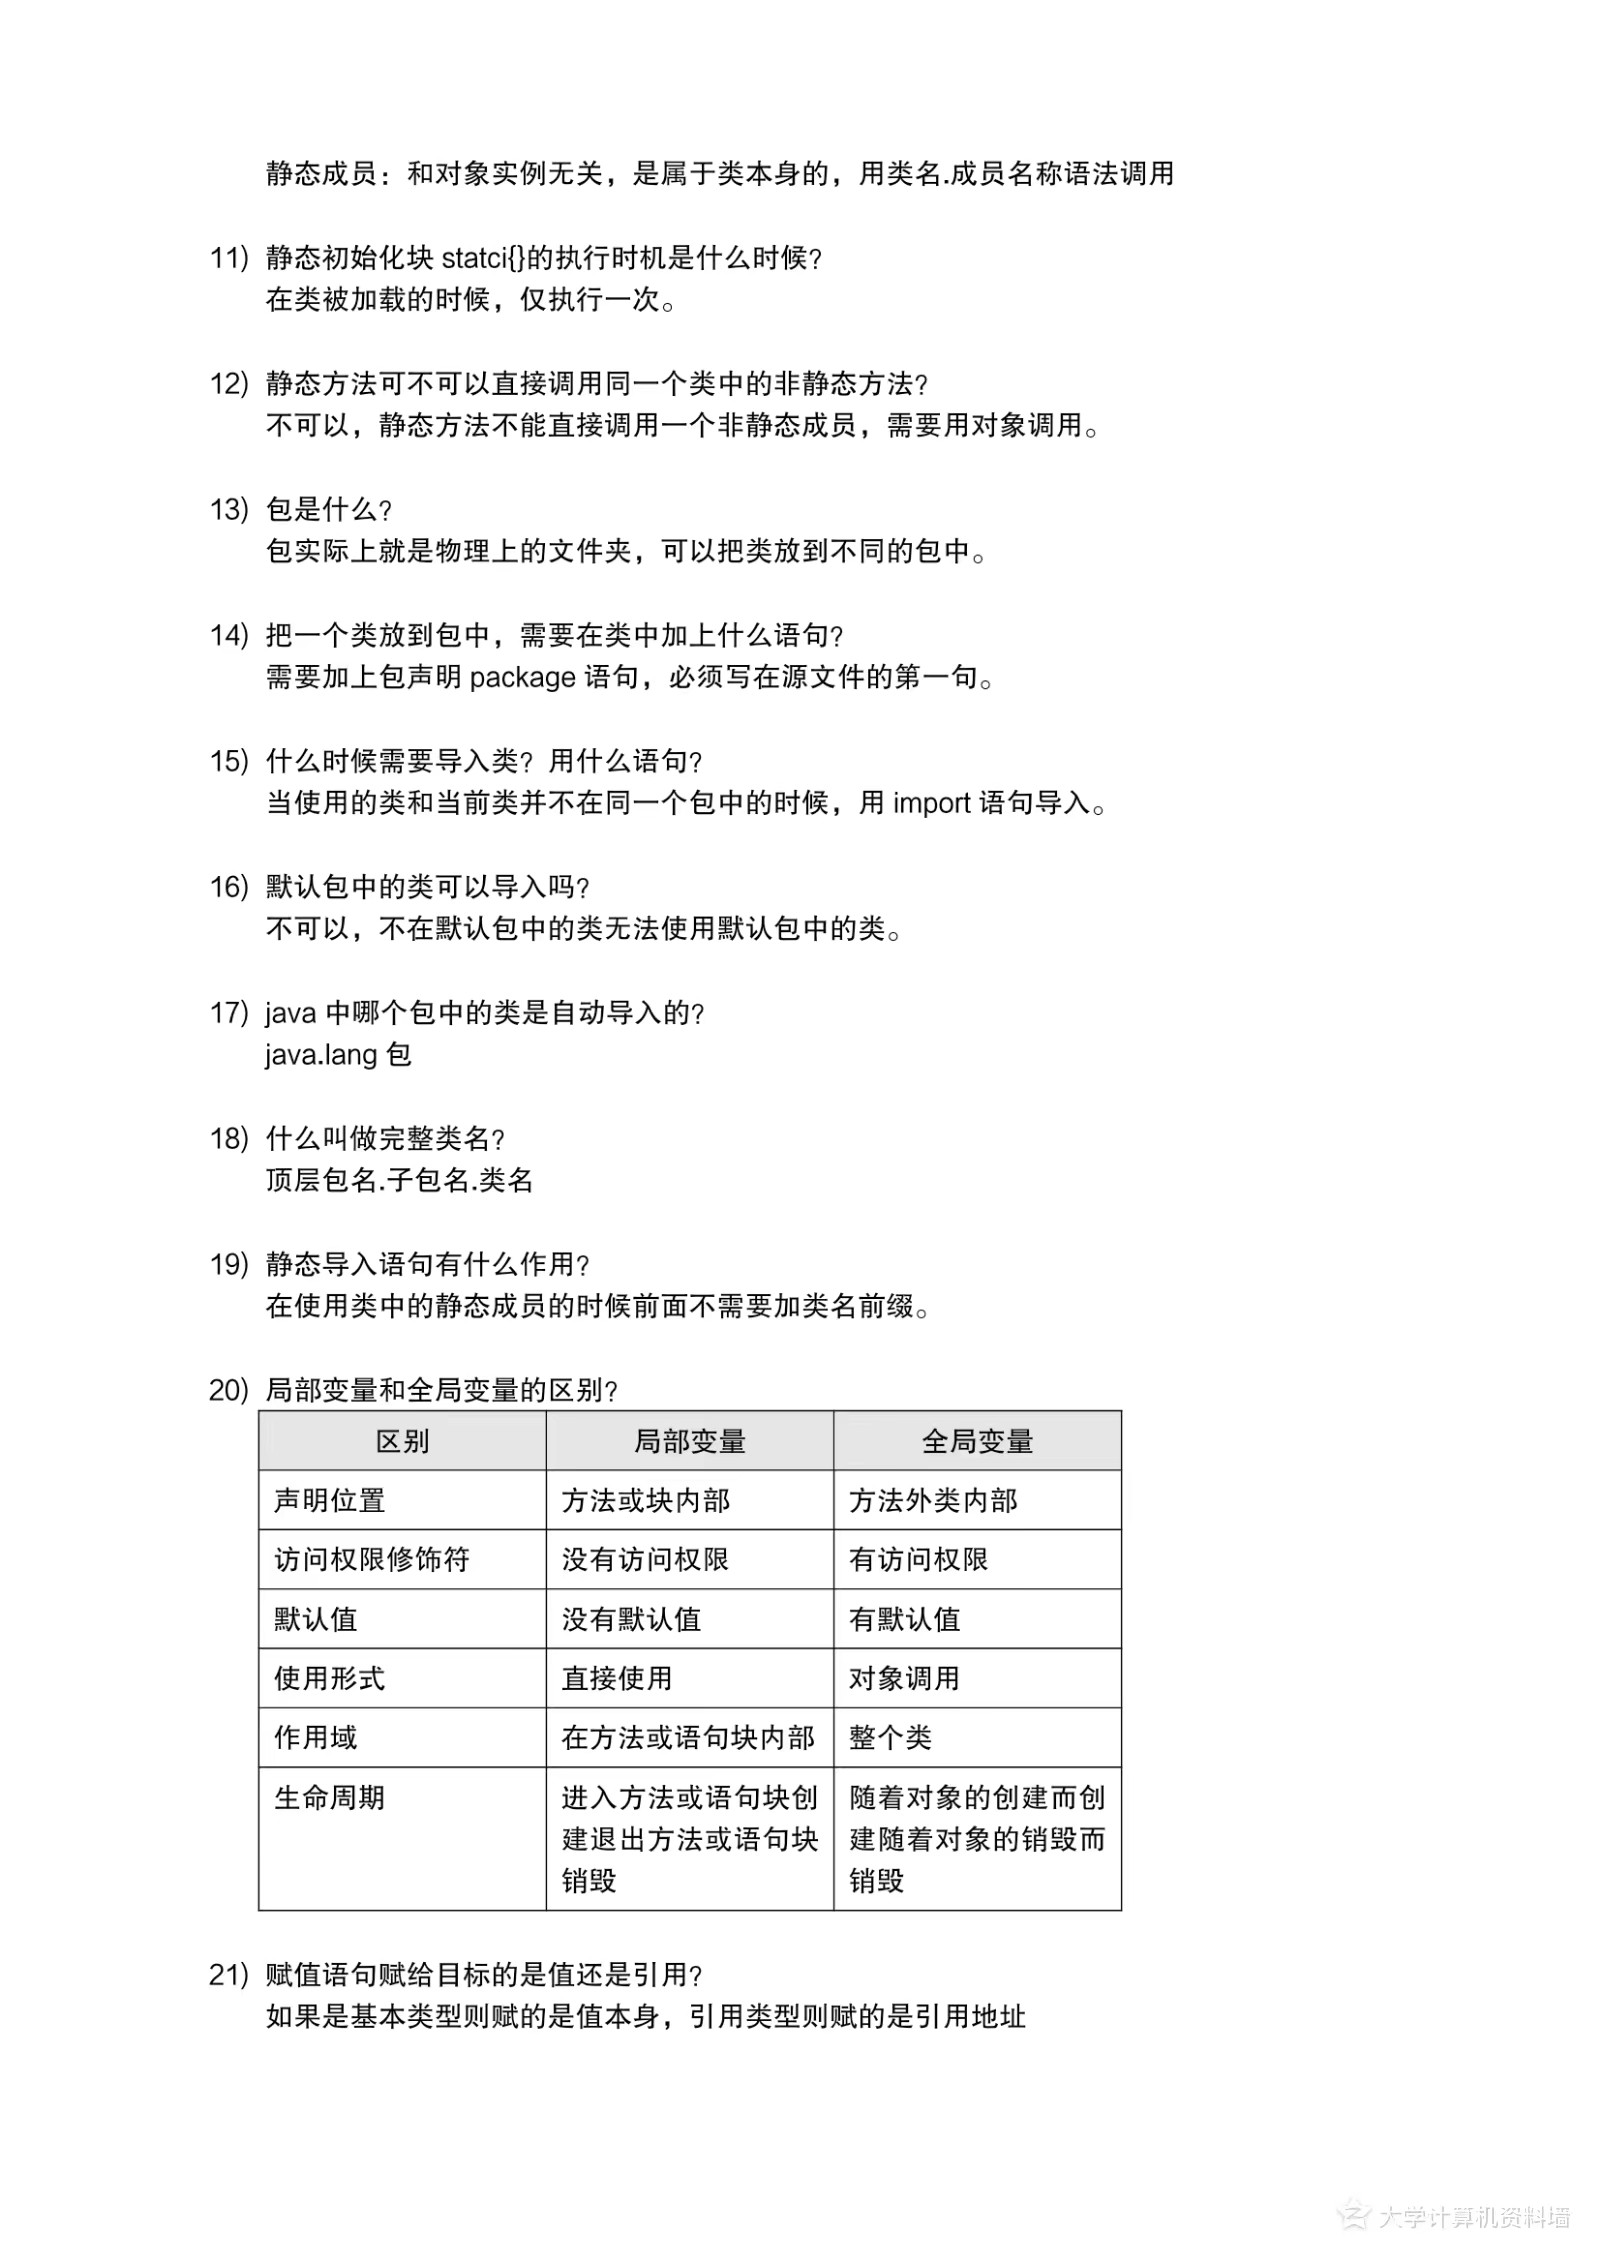 静态成员：和对象实例无关，是属于类本身的，用类名.成员名称语法调用
11) 静态初始化块 statci{}的执行时机是什么时候？
在类被加载的时候，仅执行一次。
12) 静态方法可不可以直接调用同一个类中的非静态方法？
不可以，静态方法不能直接调用一个非静态成员，需要用对象调用。
13) 包是什么？
包实际上就是物理上的文件夹，可以把类放到不同的包中。
14) 把一个类放到包中，需要在类中加上什么语句？
需要加上包声明 package 语句，必须写在源文件的第一句。
15) 什么时候需要导入类？用什么语句？
当使用的类和当前类并不在同一个包中的时候，用 import 语句导入。
16) 默认包中的类可以导入吗？
不可以，不在默认包中的类无法使用默认包中的类。
17) java 中哪个包中的类是自动导入的？
java.lang 包
18) 什么叫做完整类名？
顶层包名.子包名.类名
19) 静态导入语句有什么作用？
在使用类中的静态成员的时候前面不需要加类名前缀。
20) 局部变量和全局变量的区别？
区别 局部变量 全局变量
声明位置 方法或块内部 方法外类内部
访问权限修饰符 没有访问权限 有访问权限
默认值 没有默认值 有默认值
使用形式 直接使用 对象调用
作用域 在方法或语句块内部 整个类
生命周期 进入方法或语句块创 随着对象的创建而创
建退出方法或语句块 建随着对象的销毁而
销毁 销毁
21) 赋值语句赋给目标的是值还是引用？
如果是基本类型则赋的是值本身，引用类型则赋的是引用地址
大学计算机资料墙